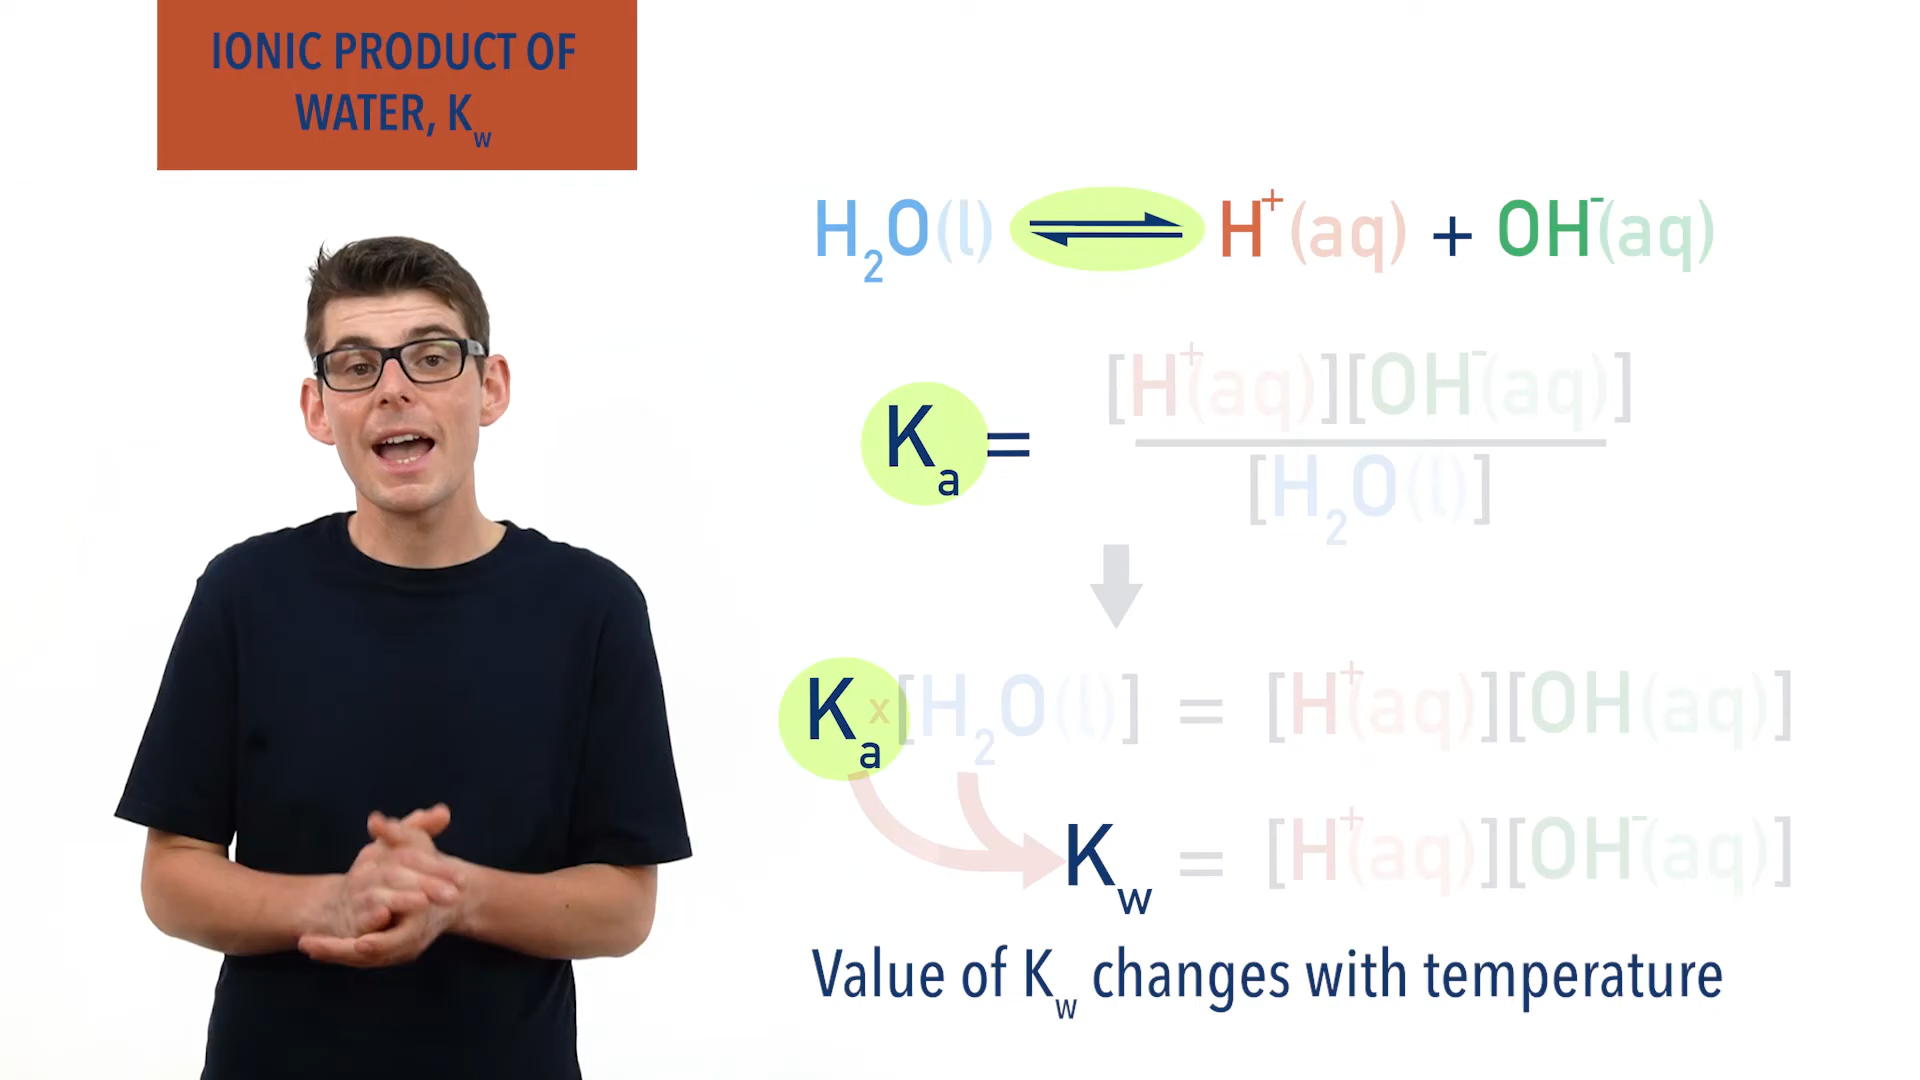 IONIC PRODUCT OF
WATER, Kw
H₂O(l) ⇌ H⁺(aq) + OH⁻(aq)
Kₐ = [H⁺(aq)][OH⁻(aq)]
[H₂O(l)]
Kₐ x [H₂O(l)] = [H⁺(aq)][OH(aq)]
Kw = [H⁺(aq)][OH⁻(aq)]
Value of Kw changes with temperature